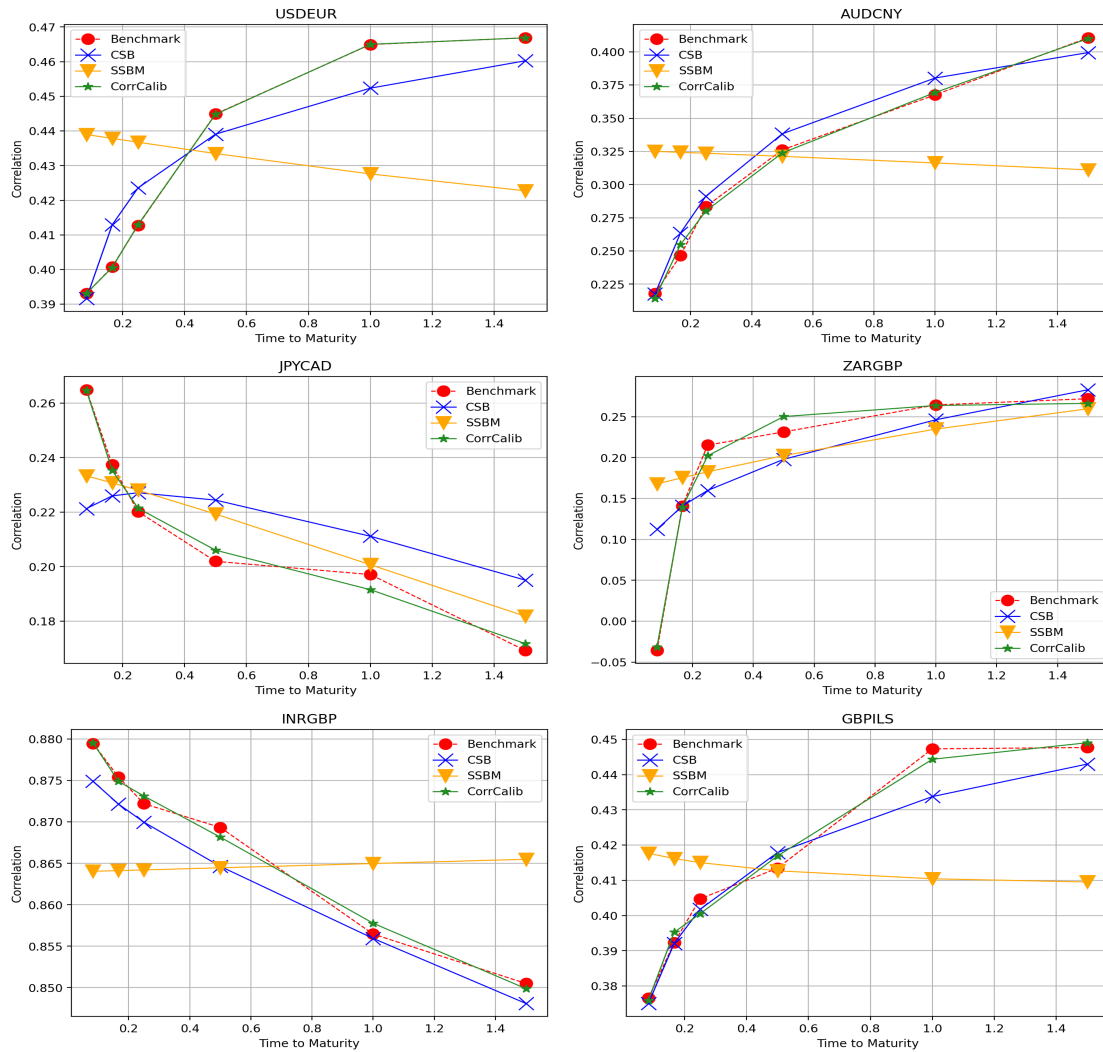 USDEUR
0.47
0.46
0.45
0.44
0.43
0.42
0.41
0.40
0.39
Correlation
Benchmark
CSB
SSBM
CorrCalib
0.2 0.4 0.6 0.8 1.0 1.2 1.4
Time to Maturity
AUDCNY
0.400
0.375
0.350
0.325
0.300
0.275
0.250
0.225
Correlation
Benchmark
CSB
SSBM
CorrCalib
0.2 0.4 0.6 0.8 1.0 1.2 1.4
Time to Maturity
JPYCAD
0.26
0.24
0.22
0.20
0.18
Correlation
Benchmark
CSB
SSBM
CorrCalib
0.2 0.4 0.6 0.8 1.0 1.2 1.4
Time to Maturity
ZARGBP
0.25
0.20
0.15
0.10
0.05
0.00
−0.05
Correlation
Benchmark
CSB
SSBM
CorrCalib
0.2 0.4 0.6 0.8 1.0 1.2 1.4
Time to Maturity
INRGBP
0.880
0.875
0.870
0.865
0.860
0.855
0.850
Correlation
Benchmark
CSB
SSBM
CorrCalib
0.2 0.4 0.6 0.8 1.0 1.2 1.4
Time to Maturity
GBPILS
0.45
0.44
0.43
0.42
0.41
0.40
0.39
0.38
Correlation
Benchmark
CSB
SSBM
CorrCalib
0.2 0.4 0.6 0.8 1.0 1.2 1.4
Time to Maturity